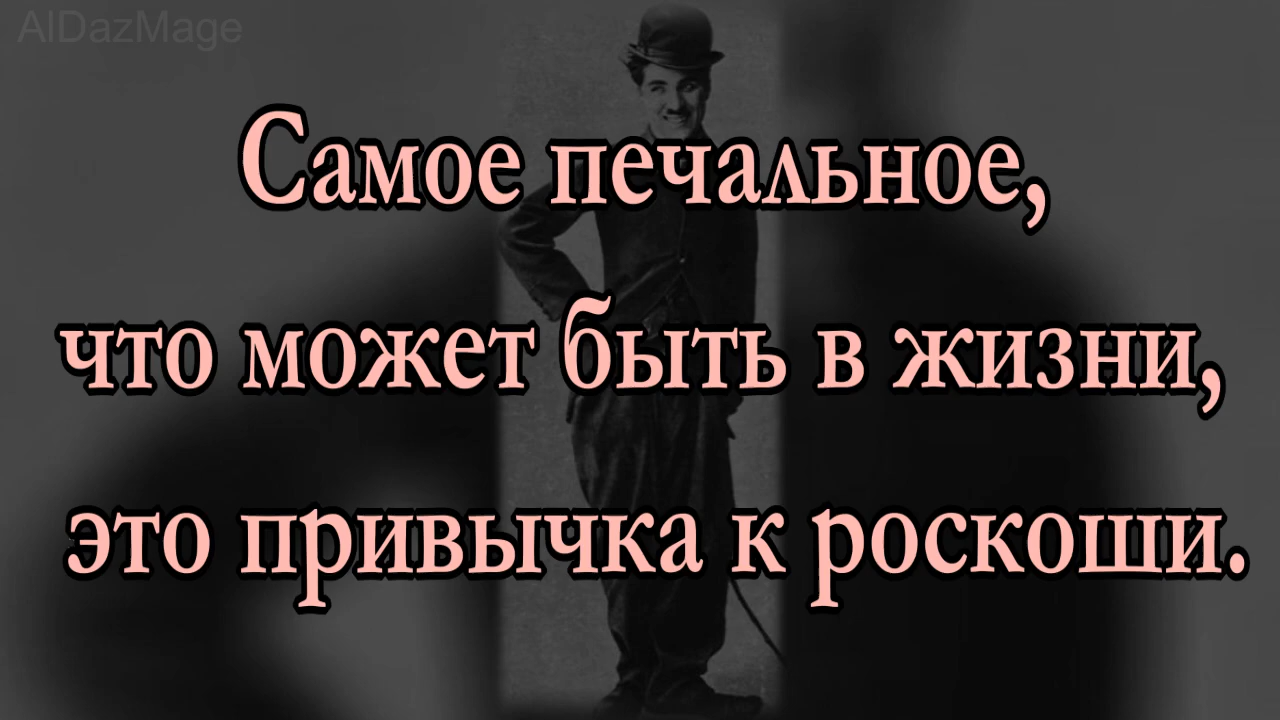 AlDazMage
Самое печальное,
что может быть в жизни,
это привычка к роскоши.